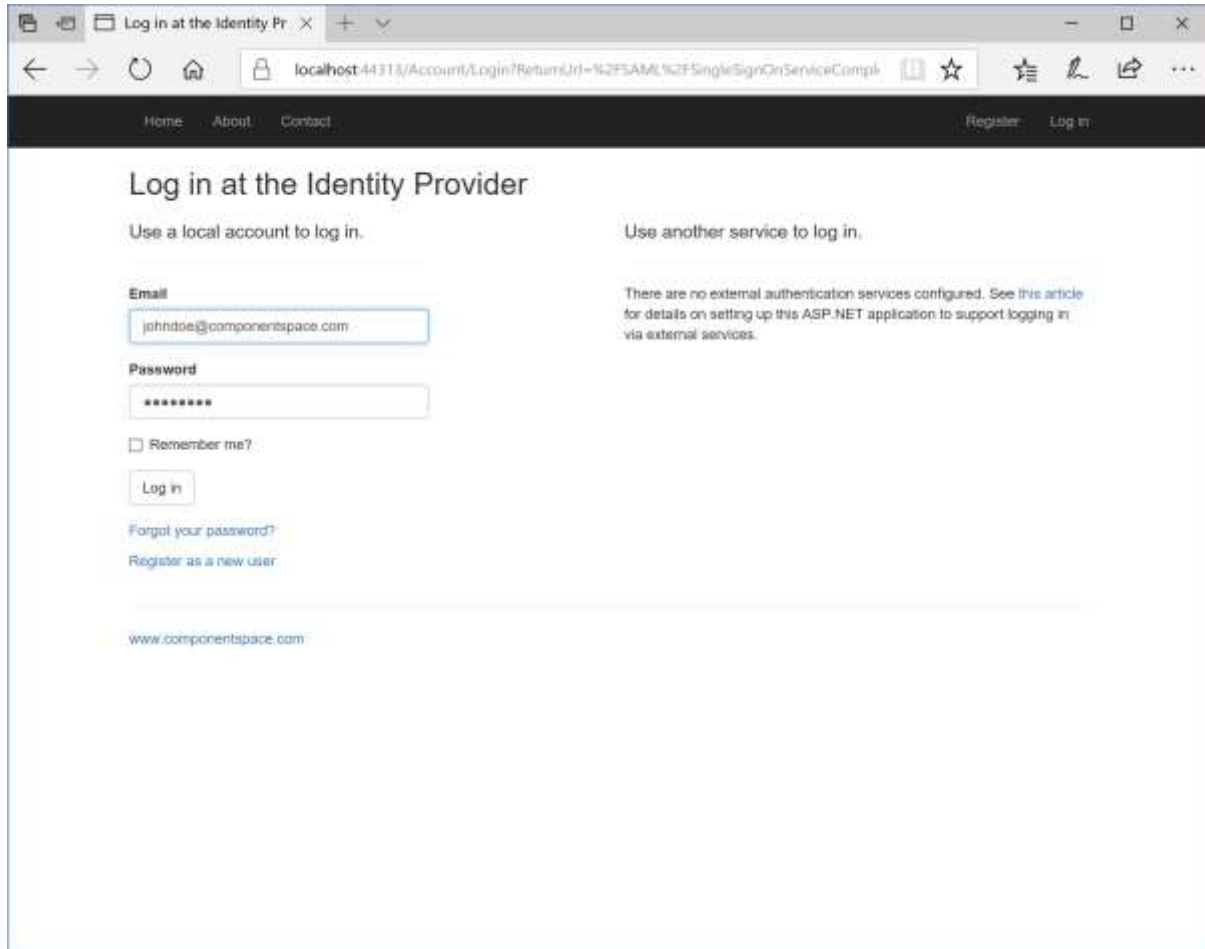 Log in at the Identity Pr
localhost:44313/Account/Login?ReturnUrl=%2FSAML%2FSingleSignOnServiceComple
Home About Contact Register Log in
Log in at the Identity Provider
Use a local account to log in.
Email
johndoe@componentspace.com
Password
Remember me?
Log in
Forgot your password?
Register as a new user
Use another service to log in.
There are no external authentication services configured. See this article
for details on setting up this ASP.NET application to support logging in
via external services.
www.componentspace.com